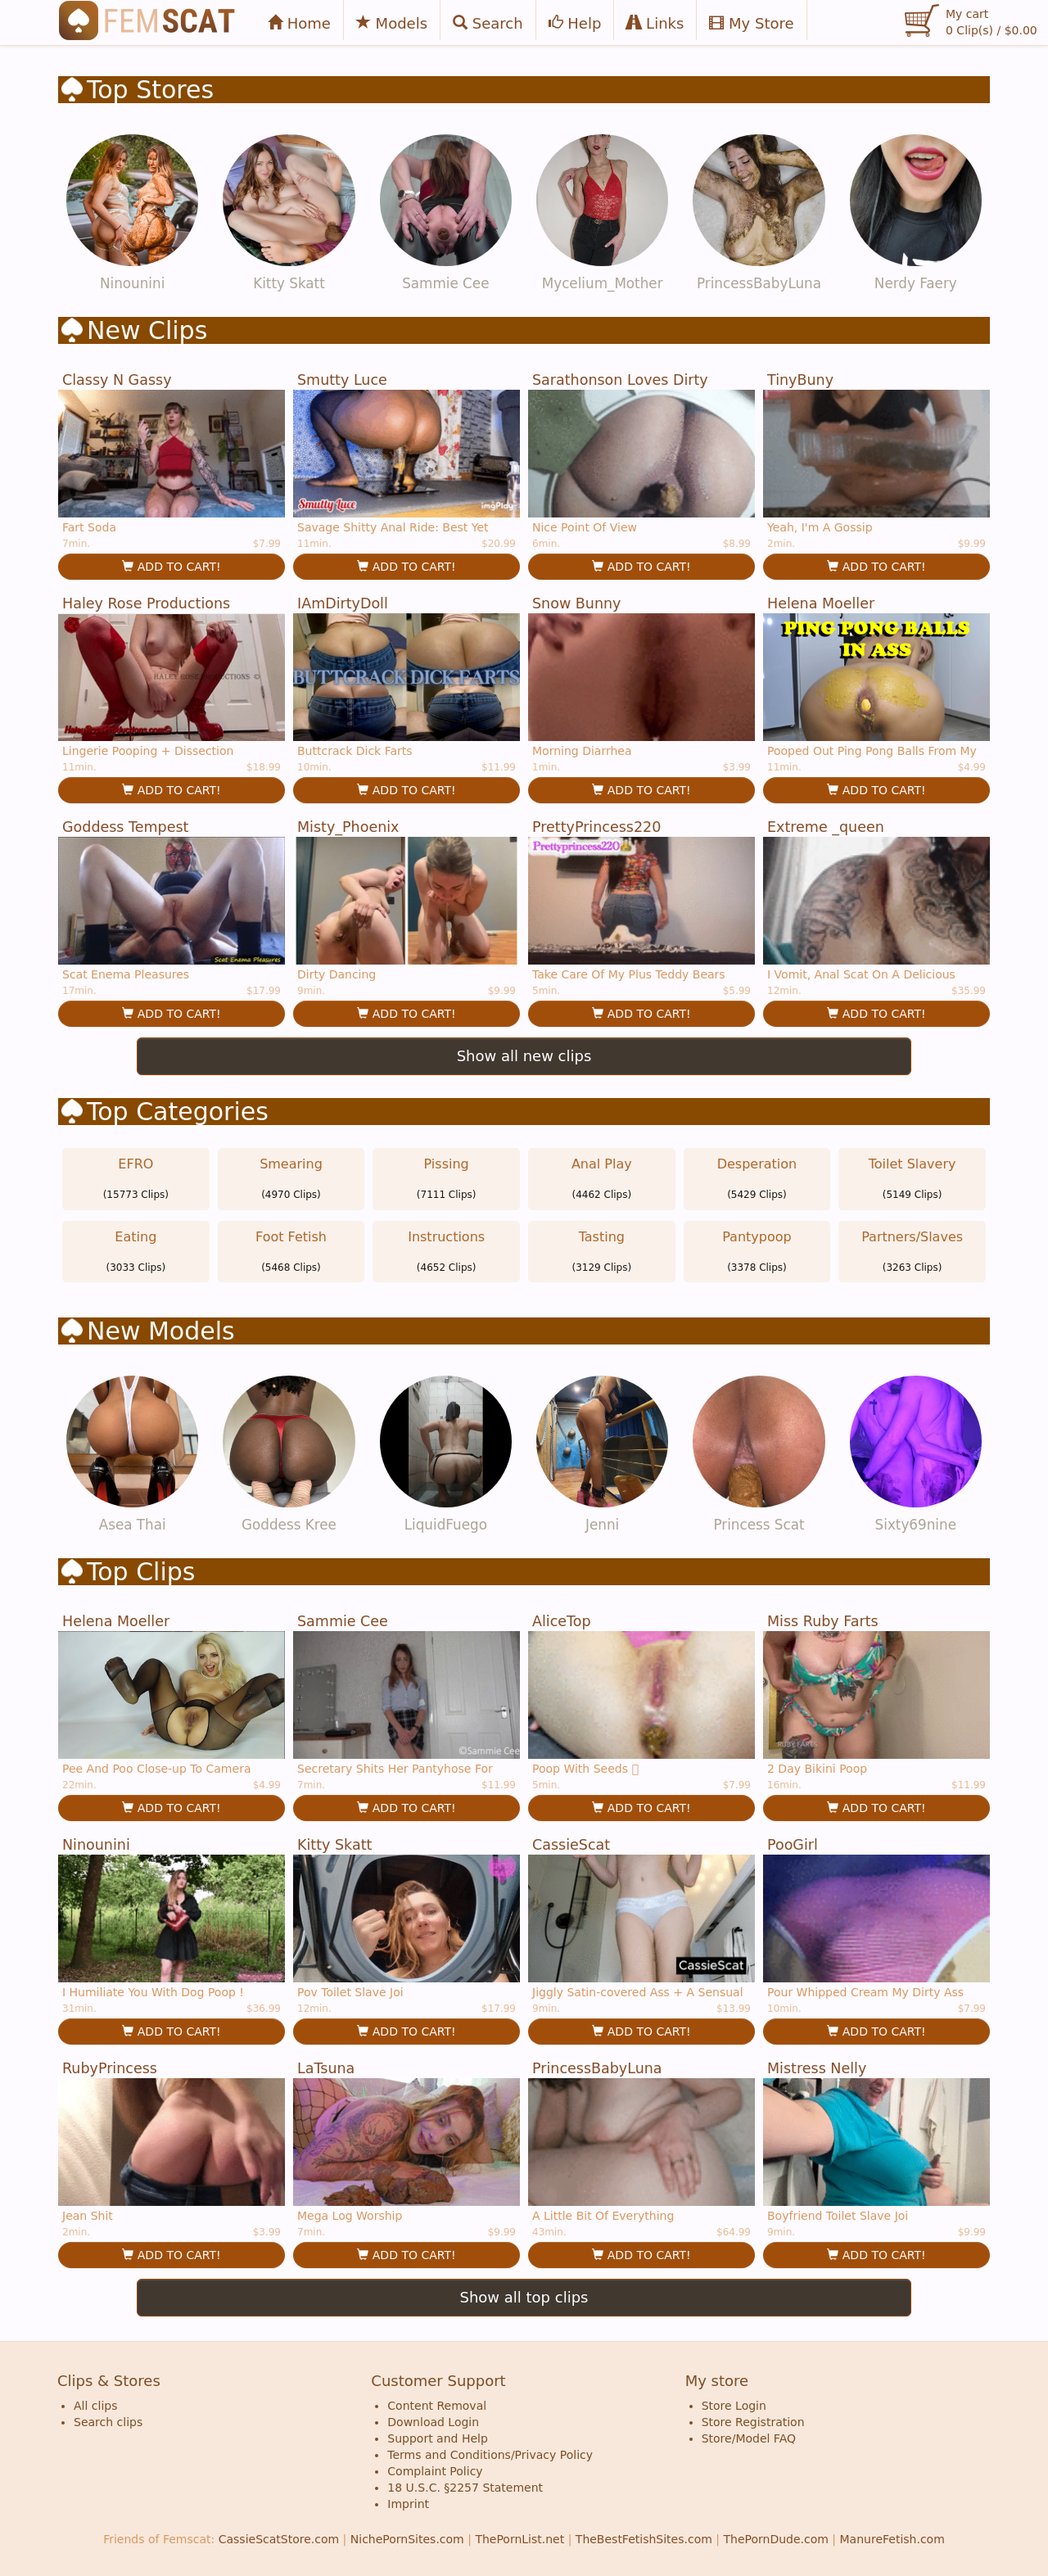 FEMSCAT Home Models Search Help Links My Store My cart
0 Clip(s) / $0.00
Top Stores
Ninounini Kitty Skatt Sammie Cee Mycelium_Mother PrincessBabyLuna Nerdy Faery
New Clips
Classy N Gassy Smutty Luce Sarathonson Loves Dirty TinyBuny
Smutty Luce imgPlay
Fart Soda Savage Shitty Anal Ride: Best Yet Nice Point Of View Yeah, I'm A Gossip
7min. $7.99 11min. $20.99 6min. $8.99 2min. $9.99
ADD TO CART! ADD TO CART! ADD TO CART! ADD TO CART!
Haley Rose Productions IAmDirtyDoll Snow Bunny Helena Moeller
PING PONG BALLS
IN ASS
HALEY ROSE PRODUCTIONS © BUTTCRACK DICK FARTS
Lingerie Pooping + Dissection Buttcrack Dick Farts Morning Diarrhea Pooped Out Ping Pong Balls From My
11min. $18.99 10min. $11.99 1min. $3.99 11min. $4.99
ADD TO CART! ADD TO CART! ADD TO CART! ADD TO CART!
Goddess Tempest Misty_Phoenix PrettyPrincess220 Extreme _queen
Prettyprincess220
Scat Enema Pleasures
Scat Enema Pleasures Dirty Dancing Take Care Of My Plus Teddy Bears I Vomit, Anal Scat On A Delicious
17min. $17.99 9min. $9.99 5min. $5.99 12min. $35.99
ADD TO CART! ADD TO CART! ADD TO CART! ADD TO CART!
Show all new clips
Top Categories
EFRO Smearing Pissing Anal Play Desperation Toilet Slavery
(15773 Clips) (4970 Clips) (7111 Clips) (4462 Clips) (5429 Clips) (5149 Clips)
Eating Foot Fetish Instructions Tasting Pantypoop Partners/Slaves
(3033 Clips) (5468 Clips) (4652 Clips) (3129 Clips) (3378 Clips) (3263 Clips)
New Models
Asea Thai Goddess Kree LiquidFuego Jenni Princess Scat Sixty69nine
Top Clips
Helena Moeller Sammie Cee AliceTop Miss Ruby Farts
©Sammie Cee RUBY FARTS
Pee And Poo Close-up To Camera Secretary Shits Her Pantyhose For Poop With Seeds 2 Day Bikini Poop
22min. $4.99 7min. $11.99 5min. $7.99 16min. $11.99
ADD TO CART! ADD TO CART! ADD TO CART! ADD TO CART!
Ninounini Kitty Skatt CassieScat PooGirl
CassieScat
I Humiliate You With Dog Poop ! Pov Toilet Slave Joi Jiggly Satin-covered Ass + A Sensual Pour Whipped Cream My Dirty Ass
31min. $36.99 12min. $17.99 9min. $13.99 10min. $7.99
ADD TO CART! ADD TO CART! ADD TO CART! ADD TO CART!
RubyPrincess LaTsuna PrincessBabyLuna Mistress Nelly
Jean Shit Mega Log Worship A Little Bit Of Everything Boyfriend Toilet Slave Joi
2min. $3.99 7min. $9.99 43min. $64.99 9min. $9.99
ADD TO CART! ADD TO CART! ADD TO CART! ADD TO CART!
Show all top clips
Clips & Stores
All clips
Search clips
Customer Support
Content Removal
Download Login
Support and Help
Terms and Conditions/Privacy Policy
Complaint Policy
18 U.S.C. §2257 Statement
Imprint
My store
Store Login
Store Registration
Store/Model FAQ
Friends of Femscat: CassieScatStore.com | NichePornSites.com | ThePornList.net | TheBestFetishSites.com | ThePornDude.com | ManureFetish.com